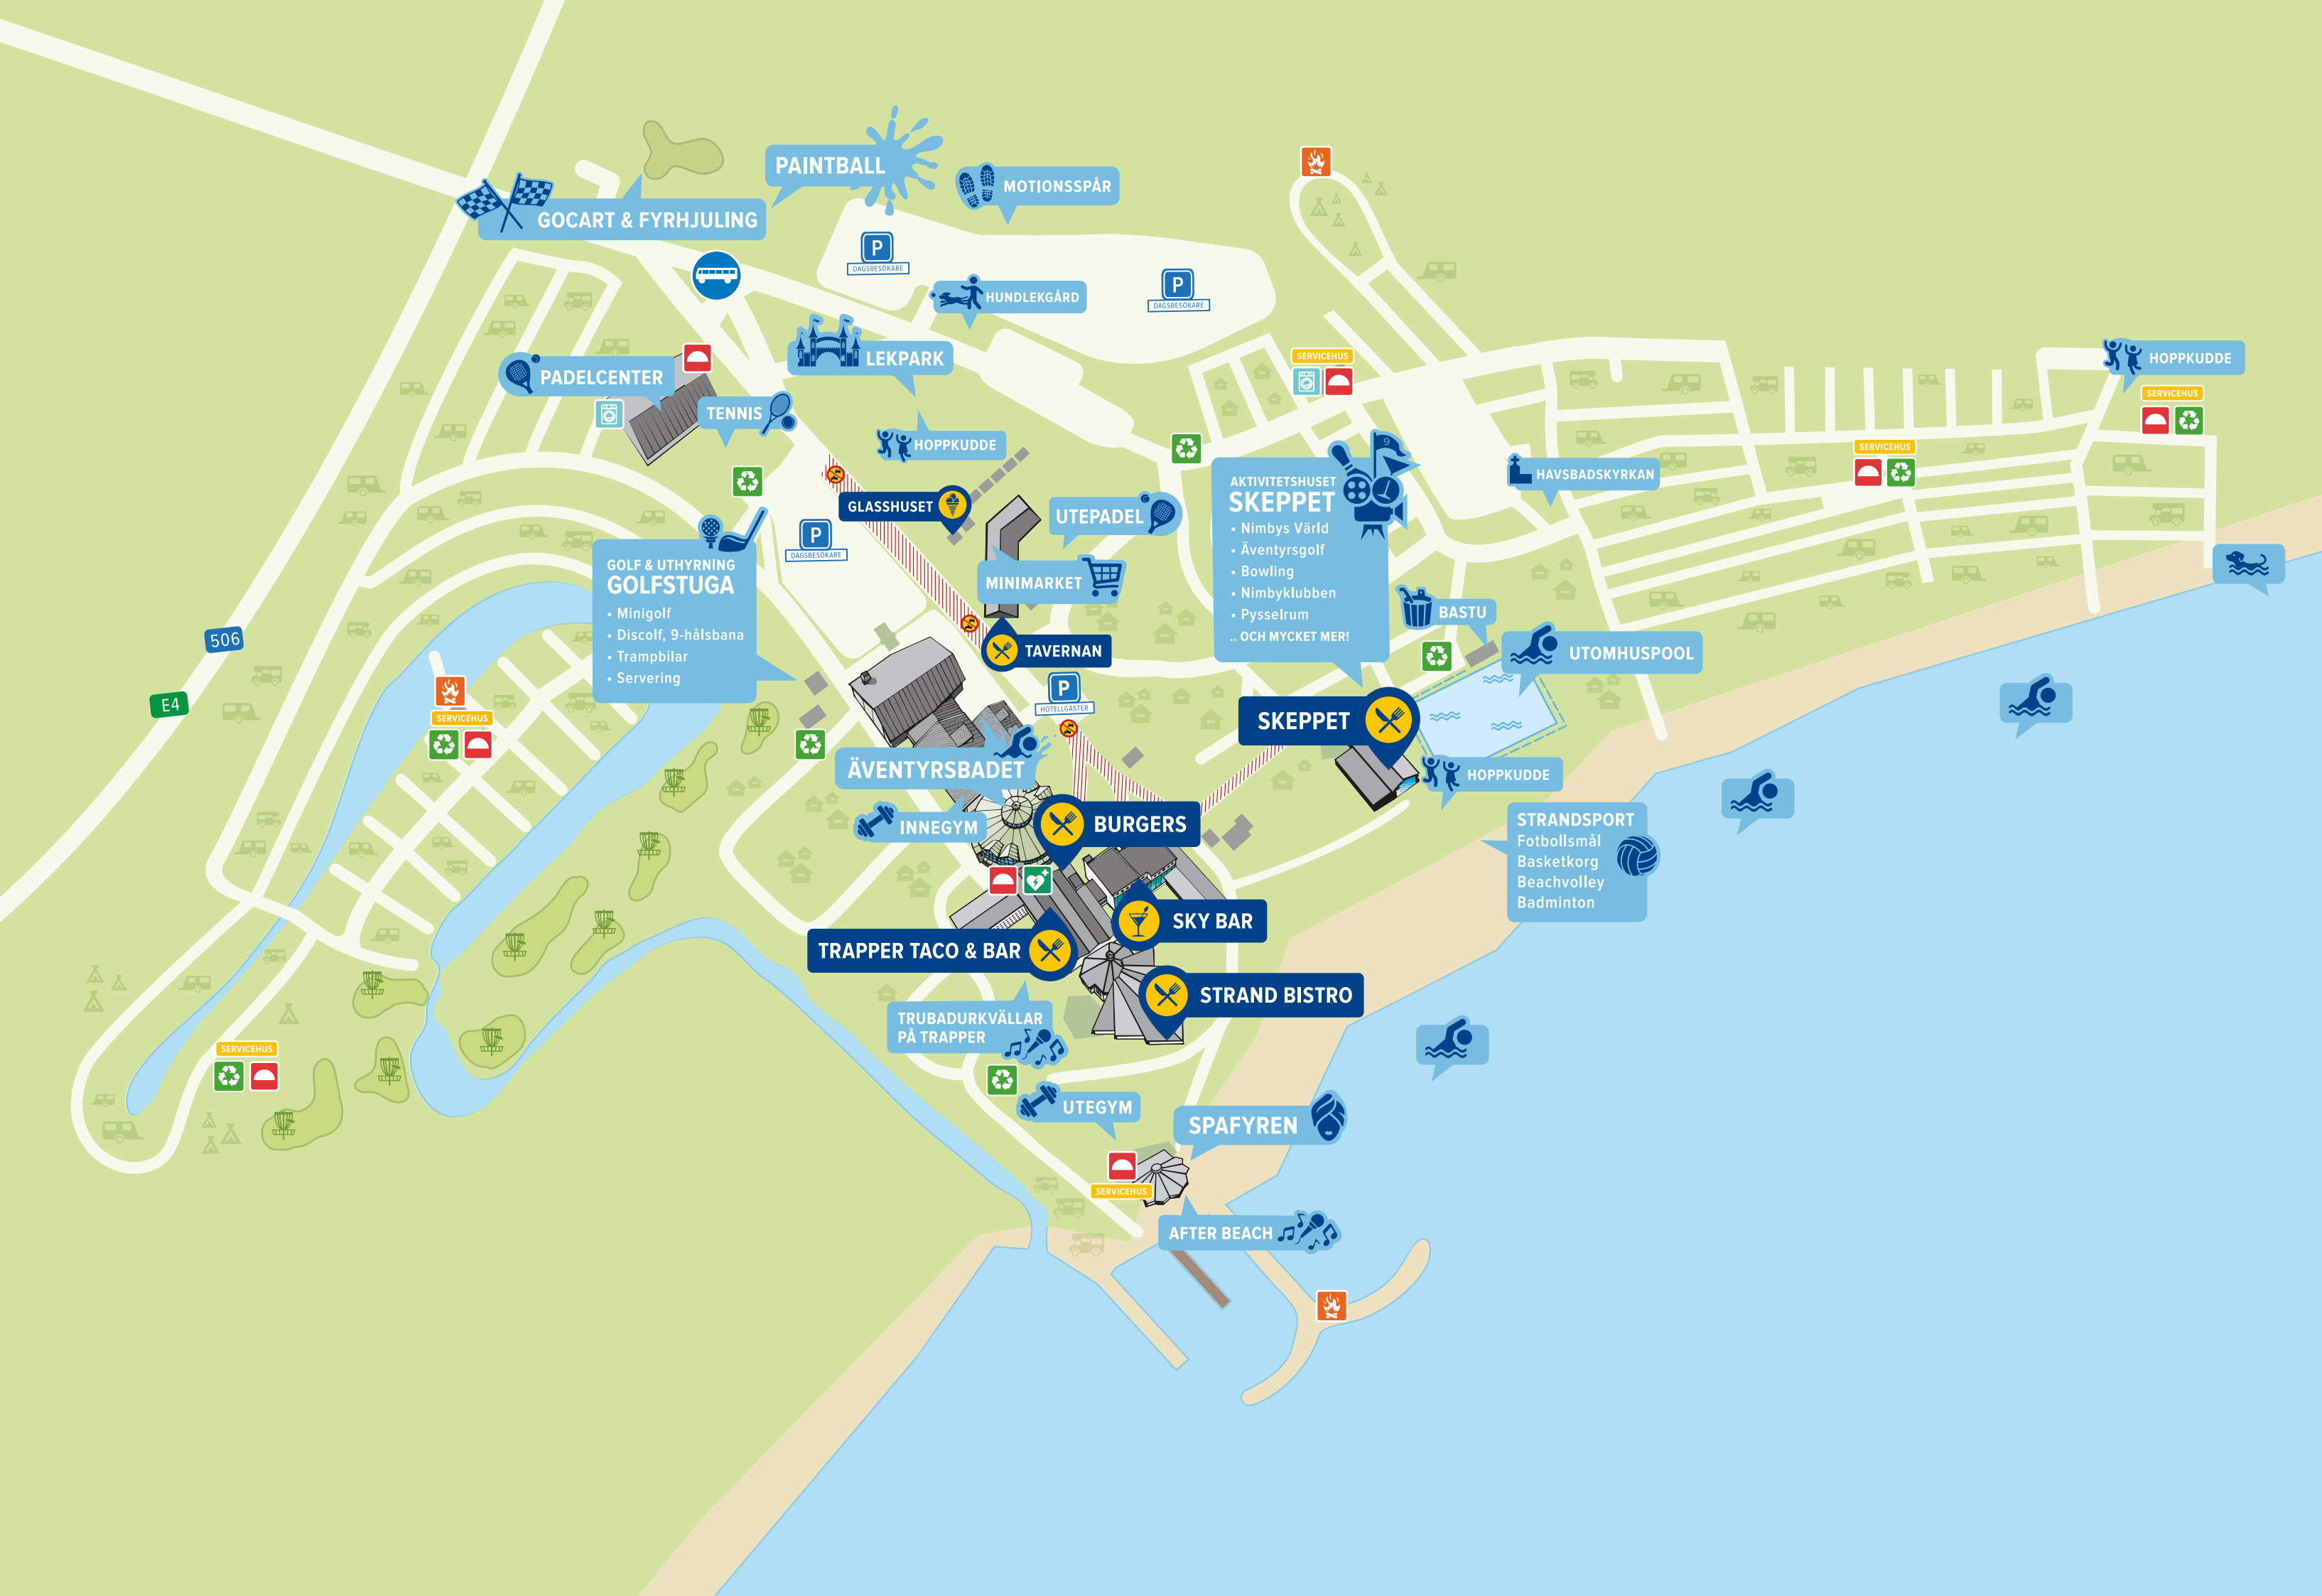 PAINTBALL
MOTIONSSPÅR
GOCART & FYRHJULING
P
DAGSBESÖKARE
P
DAGSBESÖKARE
HUNDLEKGÅRD
LEKPARK
PADELCENTER
TENNIS
HOPPKUDDE
SERVICEHUS
HOPPKUDDE
SERVICEHUS
SERVICEHUS
GLASSHUSET
UTEPADEL
P
DAGSBESÖKARE
MINIMARKET
TAVERNAN
9
AKTIVITETSHUSET
SKEPPET
• Nimbys Värld
• Äventyrsgolf
• Bowling
• Nimbyklubben
• Pysselrum
.. OCH MYCKET MER!
HAVSBADSKYRKAN
BASTU
UTOMHUSPOOL
GOLF & UTHYRNING
GOLFSTUGA
• Minigolf
• Discolf, 9-hålsbana
• Trampbilar
• Servering
506
E4
SERVICEHUS
P
HOTELLGÄSTER
SKEPPET
ÄVENTYRSBADET
HOPPKUDDE
INNEGYM
BURGERS
STRANDSPORT
Fotbollsmål
Basketkorg
Beachvolley
Badminton
SKY BAR
TRAPPER TACO & BAR
STRAND BISTRO
TRUBADURKVÄLLAR
PÅ TRAPPER
SERVICEHUS
UTEGYM
SPAFYREN
SERVICEHUS
AFTER BEACH